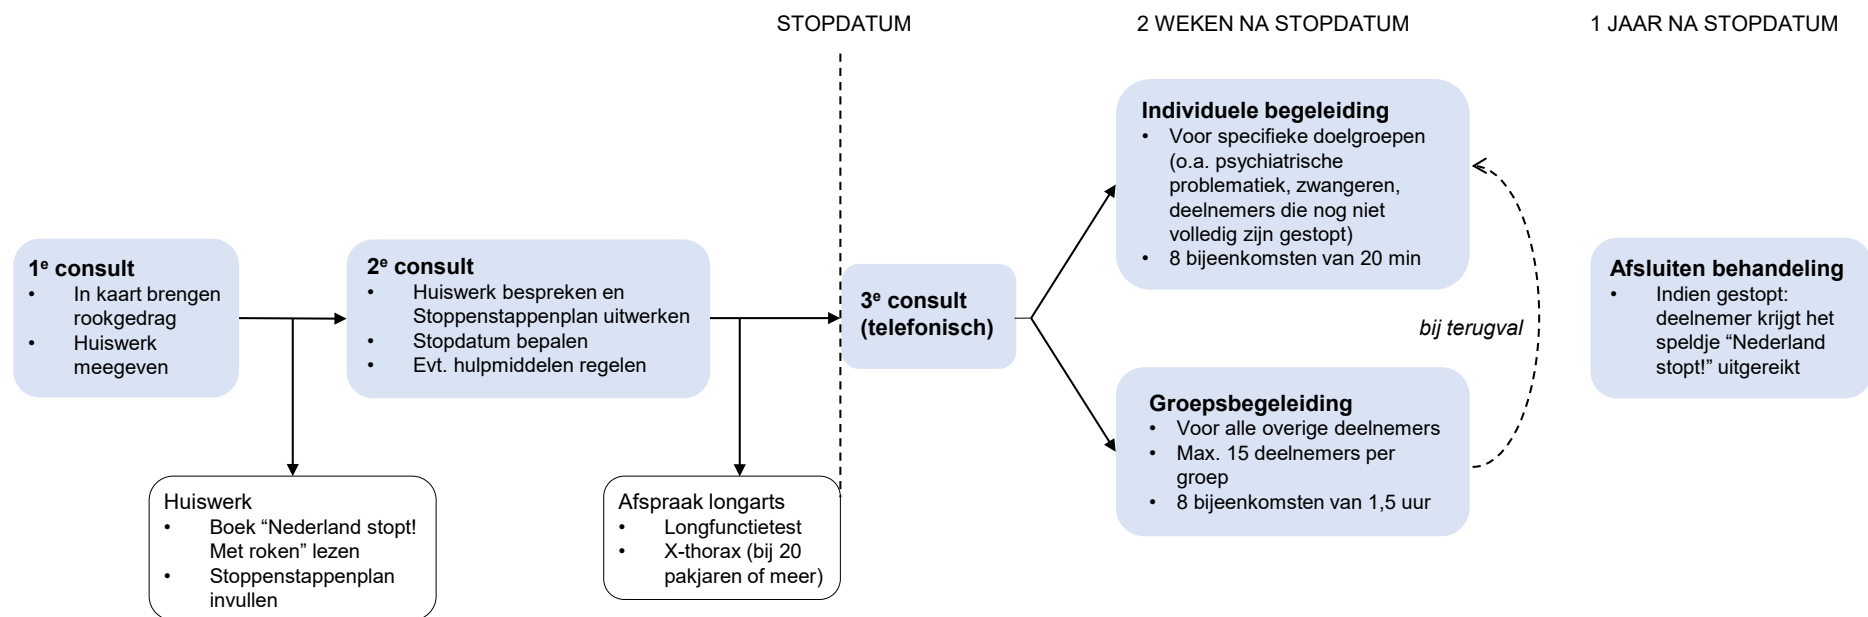 STOPDATUM
2 WEKEN NA STOPDATUM
1 JAAR NA STOPDATUM
1e consult
• In kaart brengen
rookgedrag
• Huiswerk
meegeven
2e consult
• Huiswerk bespreken en
Stoppenstappenplan uitwerken
• Stopdatum bepalen
• Evt. hulpmiddelen regelen
3e consult
(telefonisch)
Individuele begeleiding
• Voor specifieke doelgroepen
(o.a. psychiatrische
problematiek, zwangeren,
deelnemers die nog niet
volledig zijn gestopt)
• 8 bijeenkomsten van 20 min
bij terugval
Groepsbegeleiding
• Voor alle overige deelnemers
• Max. 15 deelnemers per
groep
• 8 bijeenkomsten van 1,5 uur
Afsluiten behandeling
• Indien gestopt:
deelnemer krijgt het
speldje “Nederland
stopt!” uitgereikt
Huiswerk
• Boek “Nederland stopt!
Met roken” lezen
• Stoppenstappenplan
invullen
Afspraak longarts
• Longfunctietest
• X-thorax (bij 20
pakjaren of meer)